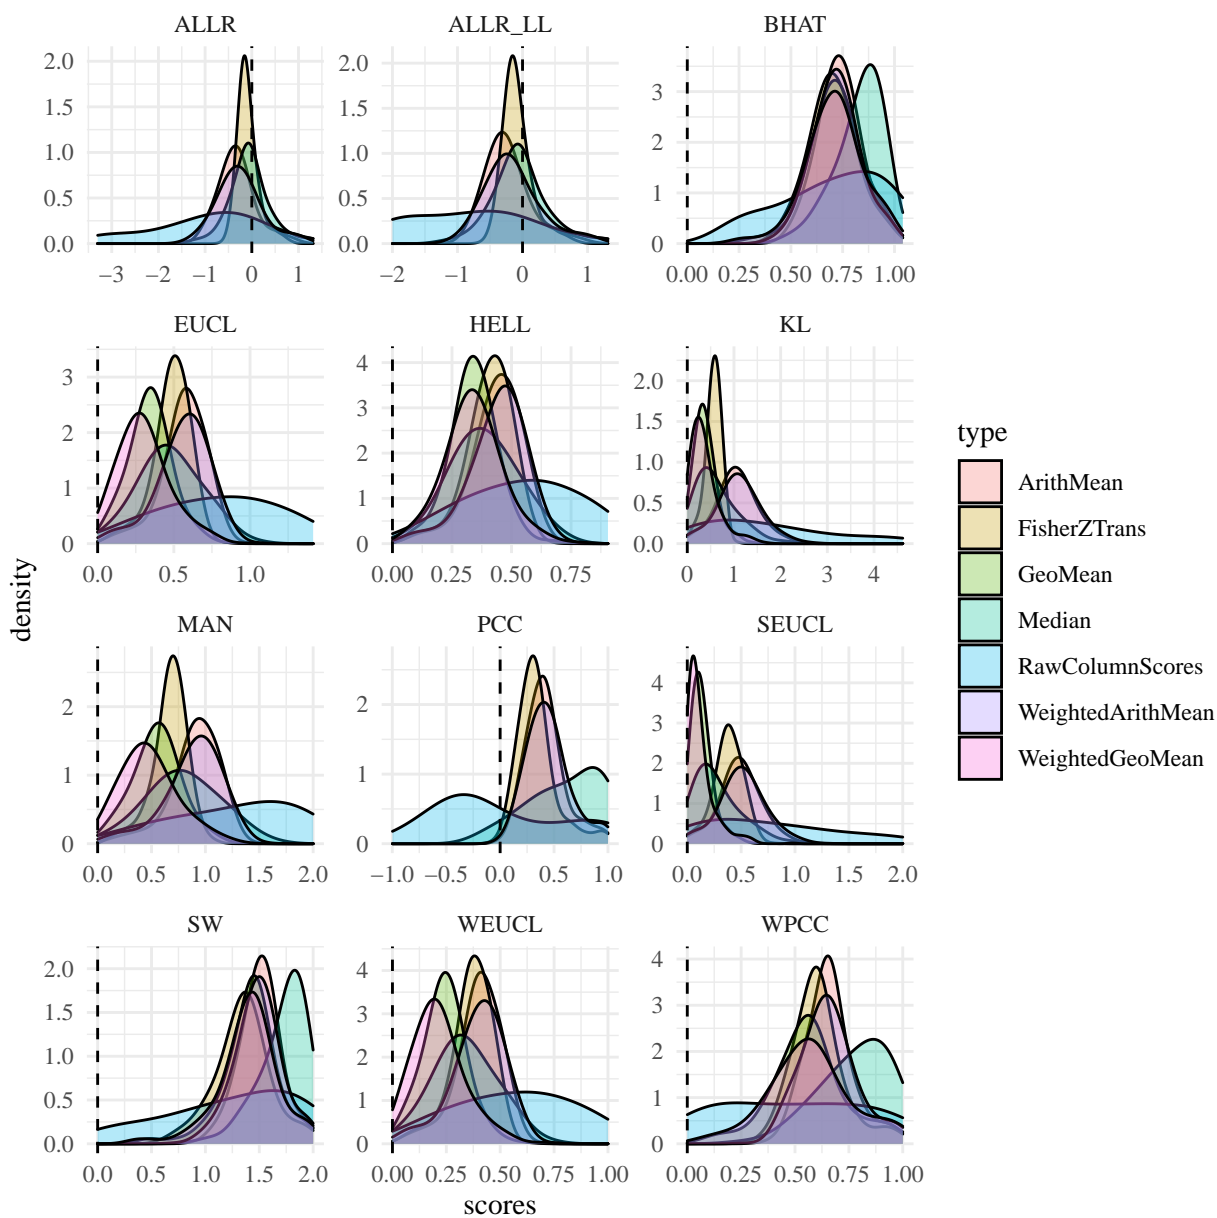 ALLR ALLR_LL BHAT
2.0 1.5 1.0 0.5 0.0
−3 −2 −1 0 1
2.0 1.5 1.0 0.5 0.0
−2 −1 0 1
3 2 1 0
0.00 0.25 0.50 0.75 1.00
EUCL HELL KL
3 2 1 0
0.0 0.5 1.0
4 3 2 1 0
0.00 0.25 0.50 0.75
2.0 1.5 1.0 0.5 0.0
0 1 2 3 4
MAN PCC SEUCL
2 1 0
0.0 0.5 1.0 1.5 2.0
2 1 0
−1.0 −0.5 0.0 0.5 1.0
4 3 2 1 0
0.0 0.5 1.0 1.5 2.0
SW WEUCL WPCC
2.0 1.5 1.0 0.5 0.0
0.0 0.5 1.0 1.5 2.0
4 3 2 1 0
0.00 0.25 0.50 0.75 1.00
4 3 2 1 0
0.00 0.25 0.50 0.75 1.00
density
scores
type
ArithMean
FisherZTrans
GeoMean
Median
RawColumnScores
WeightedArithMean
WeightedGeoMean